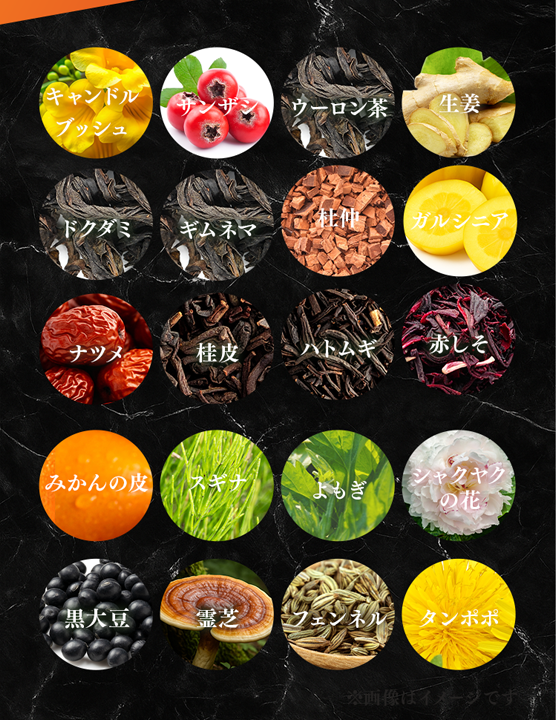 キャンドル
ブッシュ
サンザシ
ウーロン茶
生姜
ドクダミ
ギムネマ
杜仲
ガルシニア
ナツメ
桂皮
ハトムギ
赤しそ
みかんの皮
スギナ
よもぎ
シャクヤク
の花
黒大豆
霊芝
フェンネル
タンポポ
※画像はイメージです